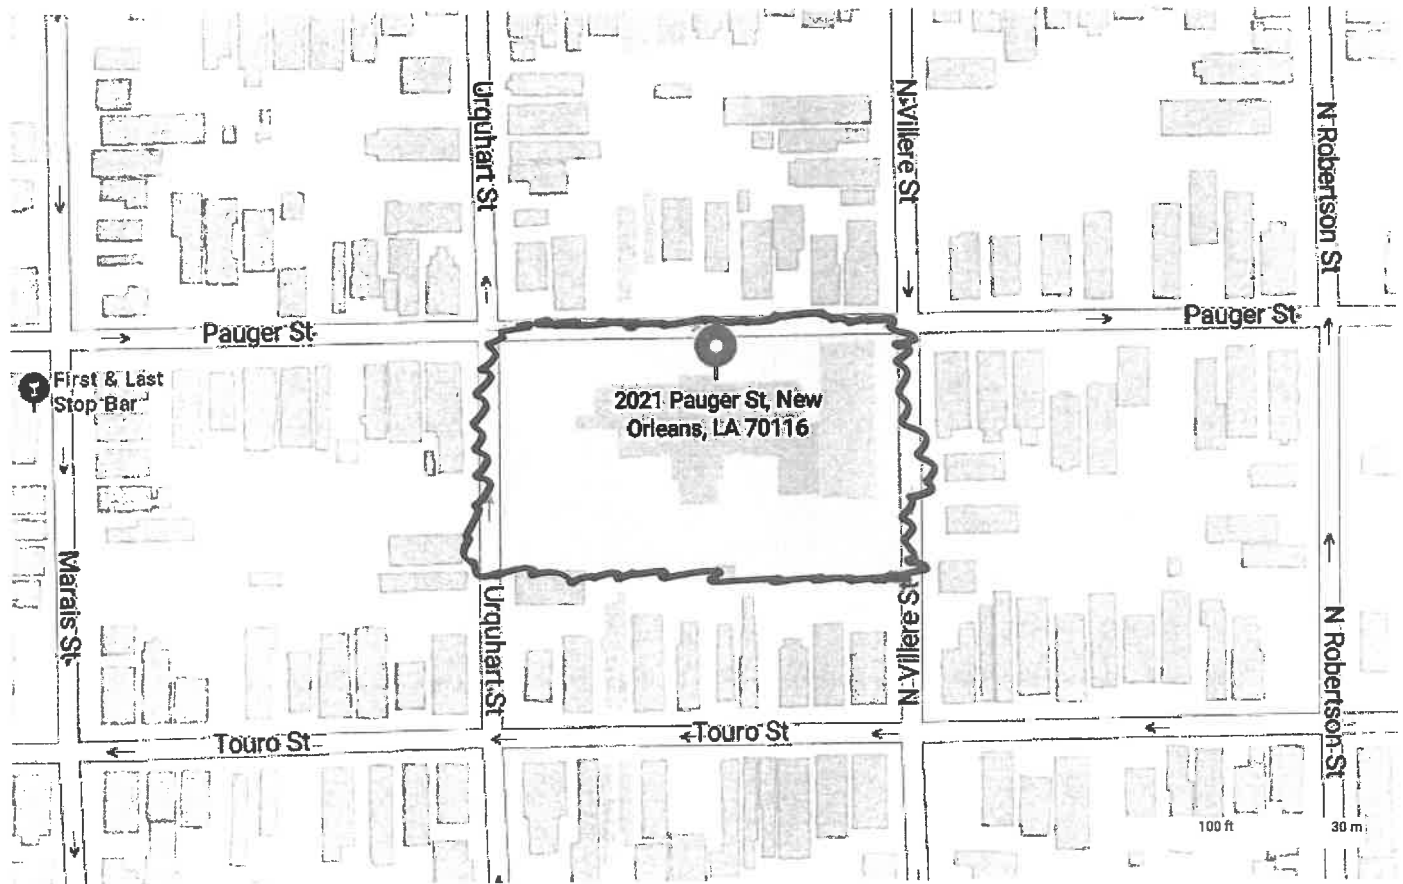 Urquhart St
N Villere St
N Robertson St
Pauger St
Pauger St
First & Last
Stop Bar
2021 Pauger St, New
Orleans, LA 70116
Marais St
Urquhart St
N Villere St
N Robertson St
Touro St
Touro St
100 ft
30 m